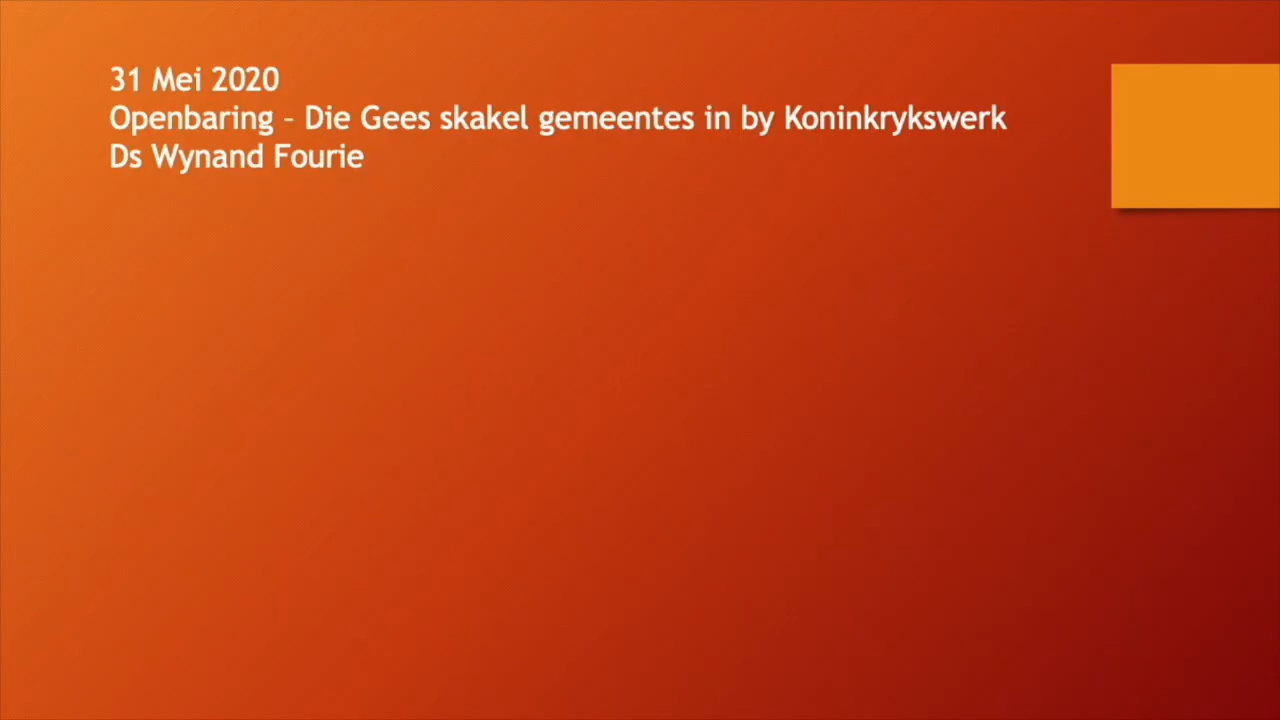 31 Mei 2020
Openbaring – Die Gees skakel gemeentes in by Koninkrykswerk
Ds Wynand Fourie